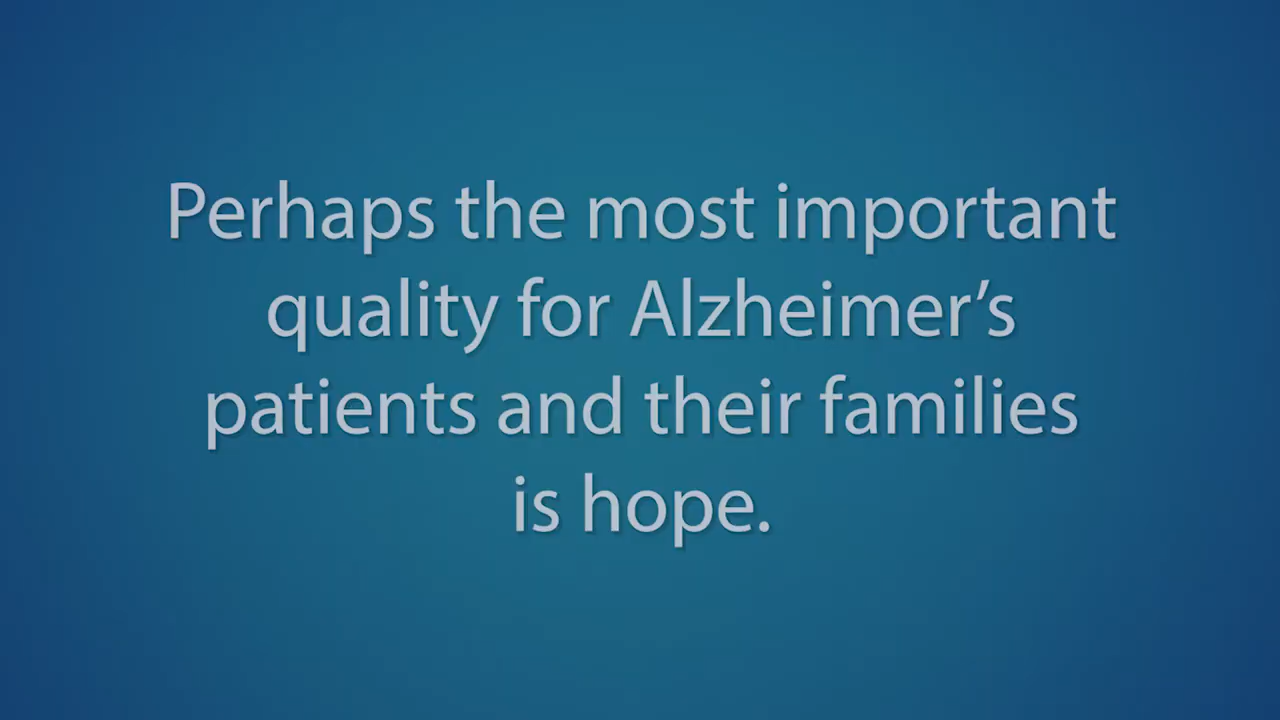 Perhaps the most important
quality for Alzheimer’s
patients and their families
is hope.